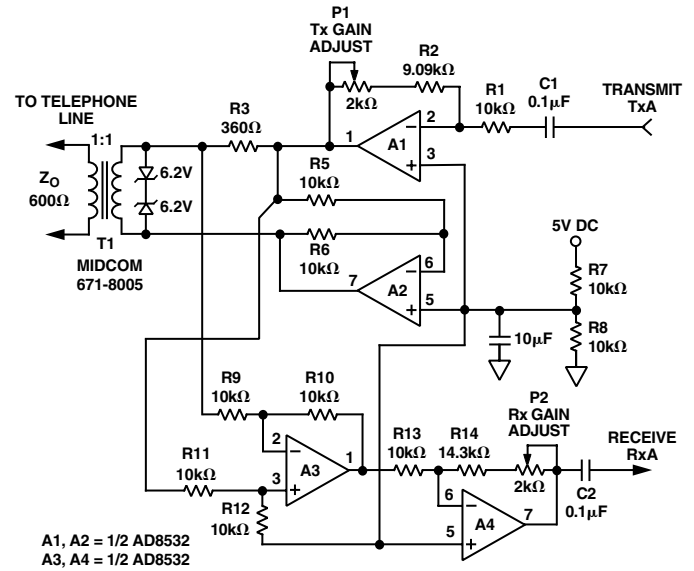 P1
Tx GAIN
ADJUST
2kΩ
R2
9.09kΩ
R1
10kΩ
C1
0.1µF
TRANSMIT
TxA
TO TELEPHONE
LINE
1:1
ZO
600Ω
T1
MIDCOM
671-8005
6.2V
6.2V
R3
360Ω
1
2
3
A1
R5
10kΩ
R6
10kΩ
6
5
7
A2
5V DC
R7
10kΩ
R8
10kΩ
10µF
R9
10kΩ
R10
10kΩ
R11
10kΩ
R12
10kΩ
2
3
1
A3
R13
10kΩ
R14
14.3kΩ
P2
Rx GAIN
ADJUST
2kΩ
6
5
7
A4
C2
0.1µF
RECEIVE
RxA
A1, A2 = 1/2 AD8532
A3, A4 = 1/2 AD8532